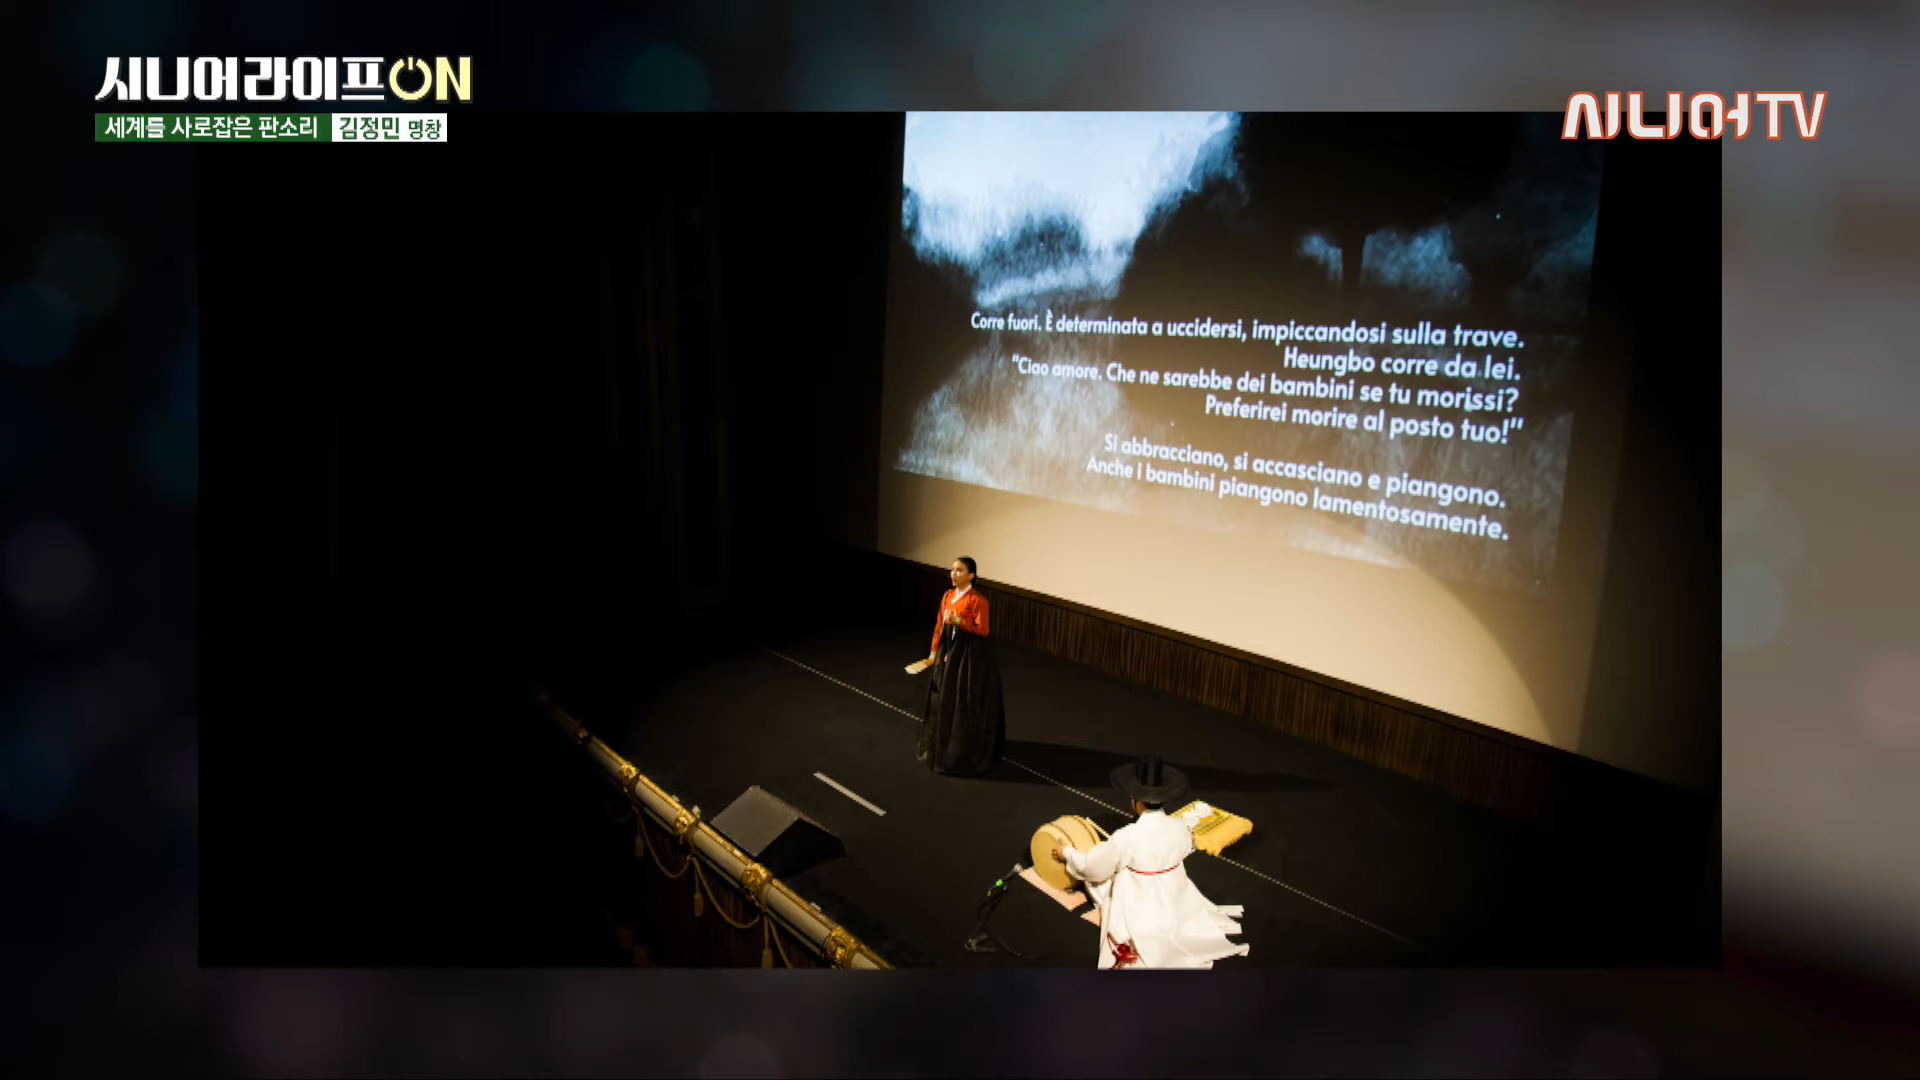 시니어라이프ON
세계를 사로잡은 판소리 김정민 명창
시니어TV
Corre fuori. È determinata a uccidersi, impiccandosi sulla trave.
Heungbo corre da lei.
"Ciao amore. Che ne sarebbe dei bambini se tu morissi?
Preferirei morire al posto tuo!"
Si abbracciano, si accasciano e piangono.
Anche i bambini piangono lamentosamente.